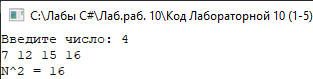 C:\Лабы C#\Лаб.раб. 10\Код Лабораторной 10 (1-5)
Введите число: 4
7 12 15 16
N^2 = 16